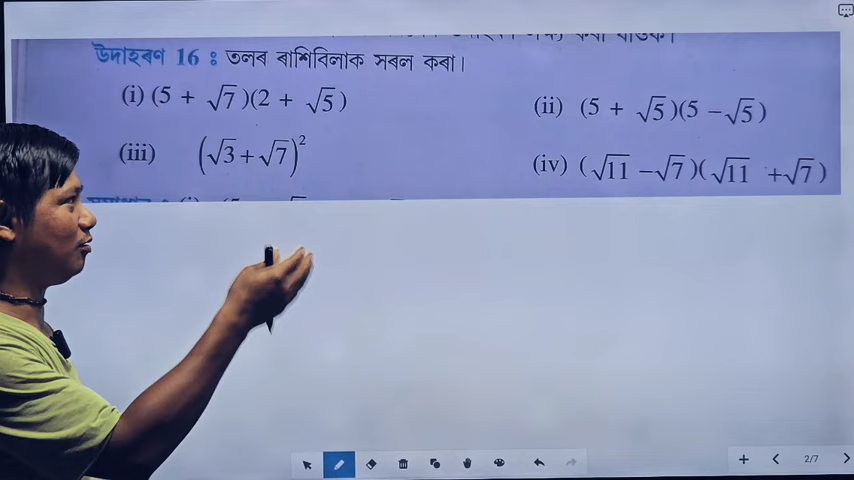 উদাহৰণ 16 : তলৰ ৰাশিবিলাক সৰল কৰা।
(i) (5 + √7)(2 + √5) (ii) (5 + √5)(5 − √5)
(iii) (√3 + √7)² (iv) (√11 − √7)(√11 + √7)
2/7